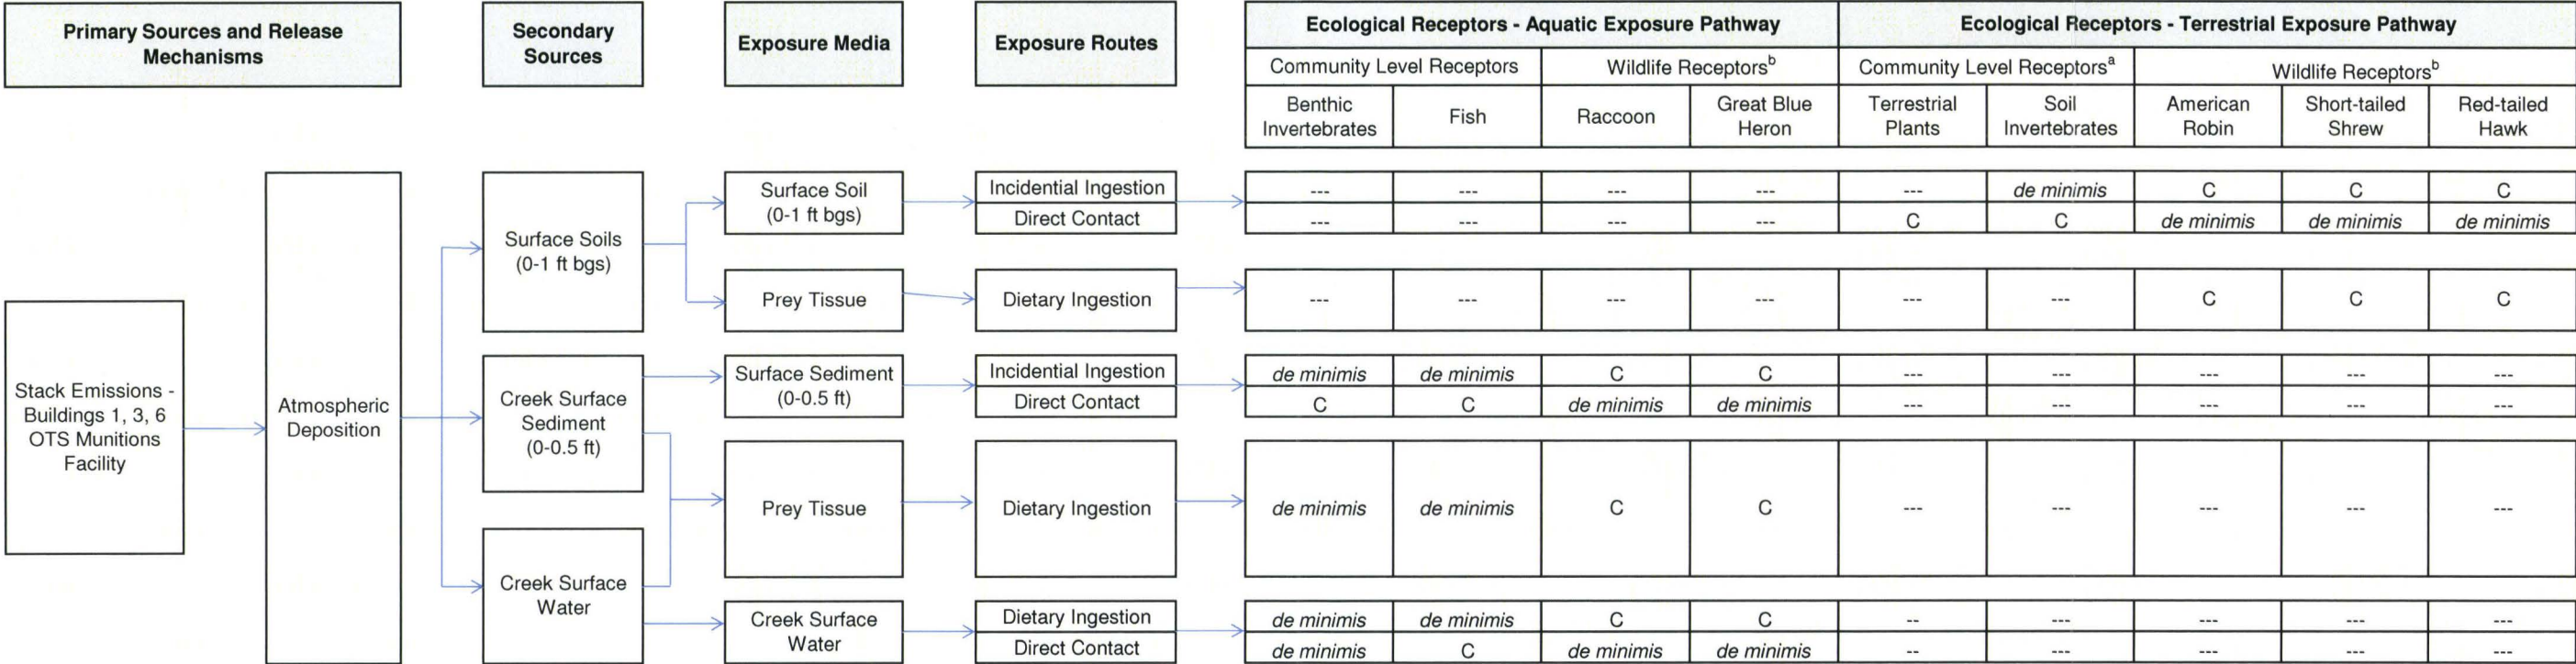 Primary Sources and Release
Mechanisms
Secondary
Sources
Exposure Media
Exposure Routes
Ecological Receptors - Aquatic Exposure Pathway
Ecological Receptors - Terrestrial Exposure Pathway
Community Level Receptors
Wildlife Receptorsᵇ
Community Level Receptorsᵃ
Wildlife Receptorsᵇ
Benthic
Invertebrates
Fish
Raccoon
Great Blue
Heron
Terrestrial
Plants
Soil
Invertebrates
American
Robin
Short-tailed
Shrew
Red-tailed
Hawk
Stack Emissions -
Buildings 1, 3, 6
OTS Munitions
Facility
Atmospheric
Deposition
Surface Soils
(0-1 ft bgs)
Surface Soil
(0-1 ft bgs)
Incidential Ingestion
--- --- --- --- --- de minimis C C C
Direct Contact
--- --- --- --- C C de minimis de minimis de minimis
Prey Tissue
Dietary Ingestion
--- --- --- --- --- --- C C C
Creek Surface
Sediment
(0-0.5 ft)
Surface Sediment
(0-0.5 ft)
Incidential Ingestion
de minimis de minimis C C --- --- --- --- ---
Direct Contact
C C de minimis de minimis --- --- --- --- ---
Prey Tissue
Dietary Ingestion
de minimis de minimis C C --- --- --- --- ---
Creek Surface
Water
Creek Surface
Water
Dietary Ingestion
de minimis de minimis C C -- --- --- --- ---
Direct Contact
de minimis C de minimis de minimis -- --- --- --- ---